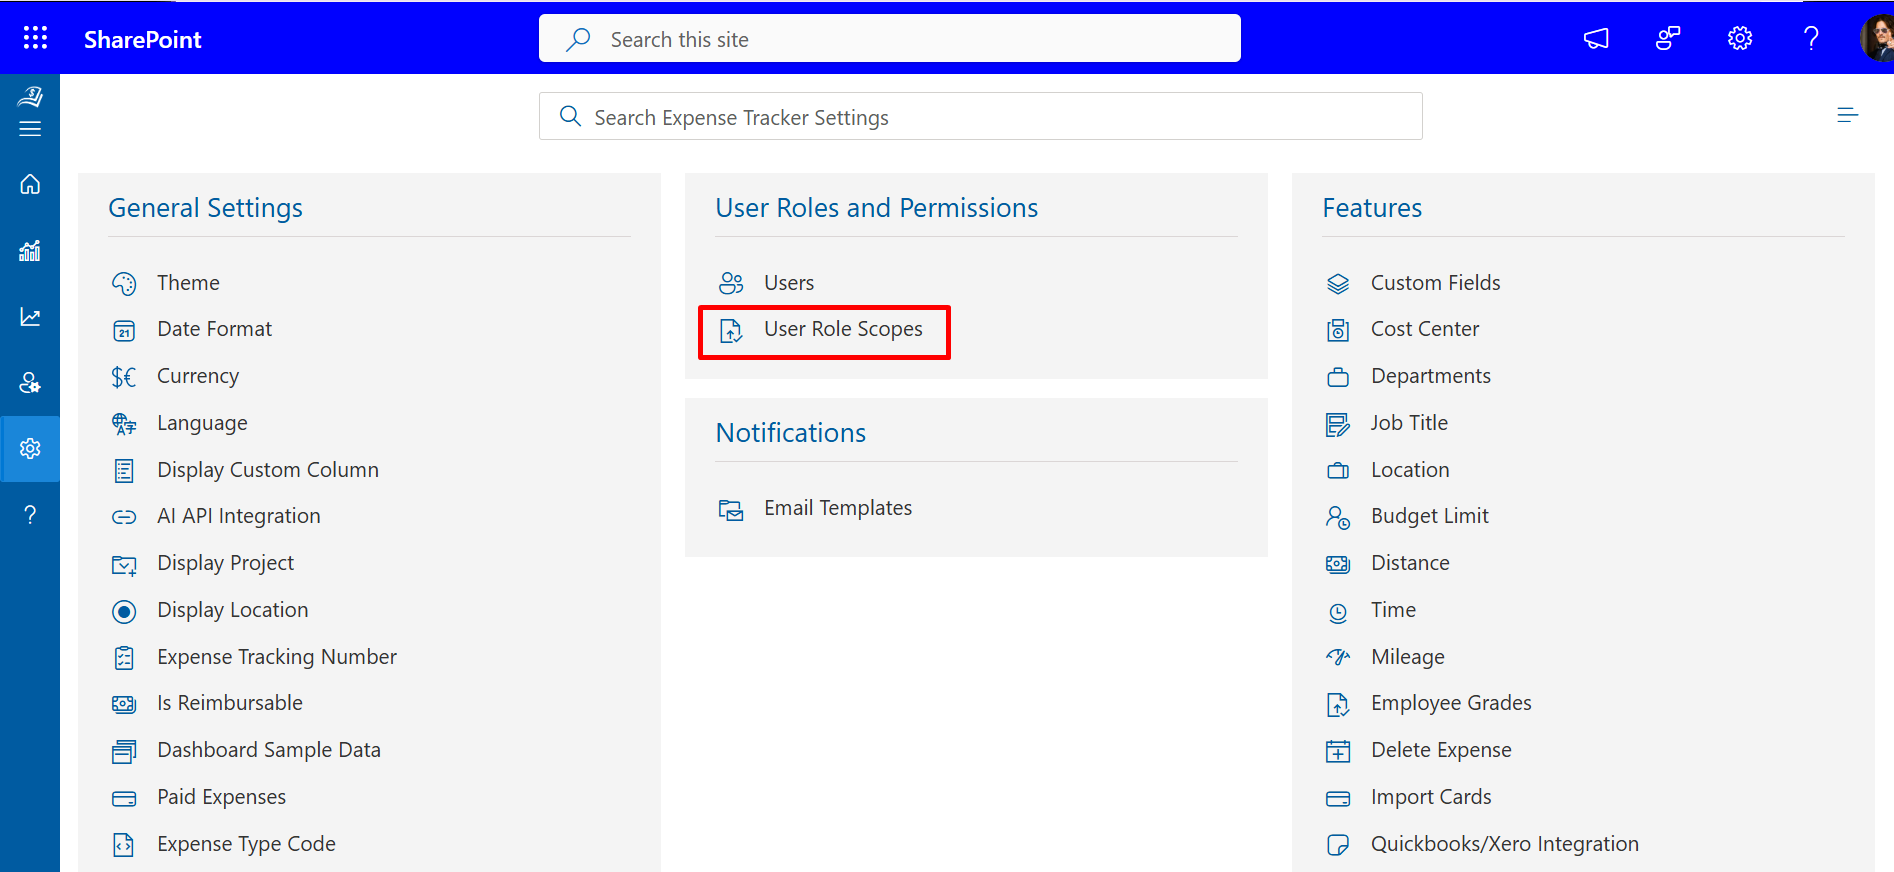 SharePoint
Search this site
?
Search Expense Tracker Settings
General Settings
Theme
21
Date Format
$€
Currency
Language
Display Custom Column
AI API Integration
Display Project
Display Location
Expense Tracking Number
Is Reimbursable
Dashboard Sample Data
Paid Expenses
Expense Type Code
User Roles and Permissions
Users
User Role Scopes
Notifications
Email Templates
Features
Custom Fields
Cost Center
Departments
Job Title
Location
Budget Limit
Distance
Time
Mileage
Employee Grades
Delete Expense
Import Cards
Quickbooks/Xero Integration
?